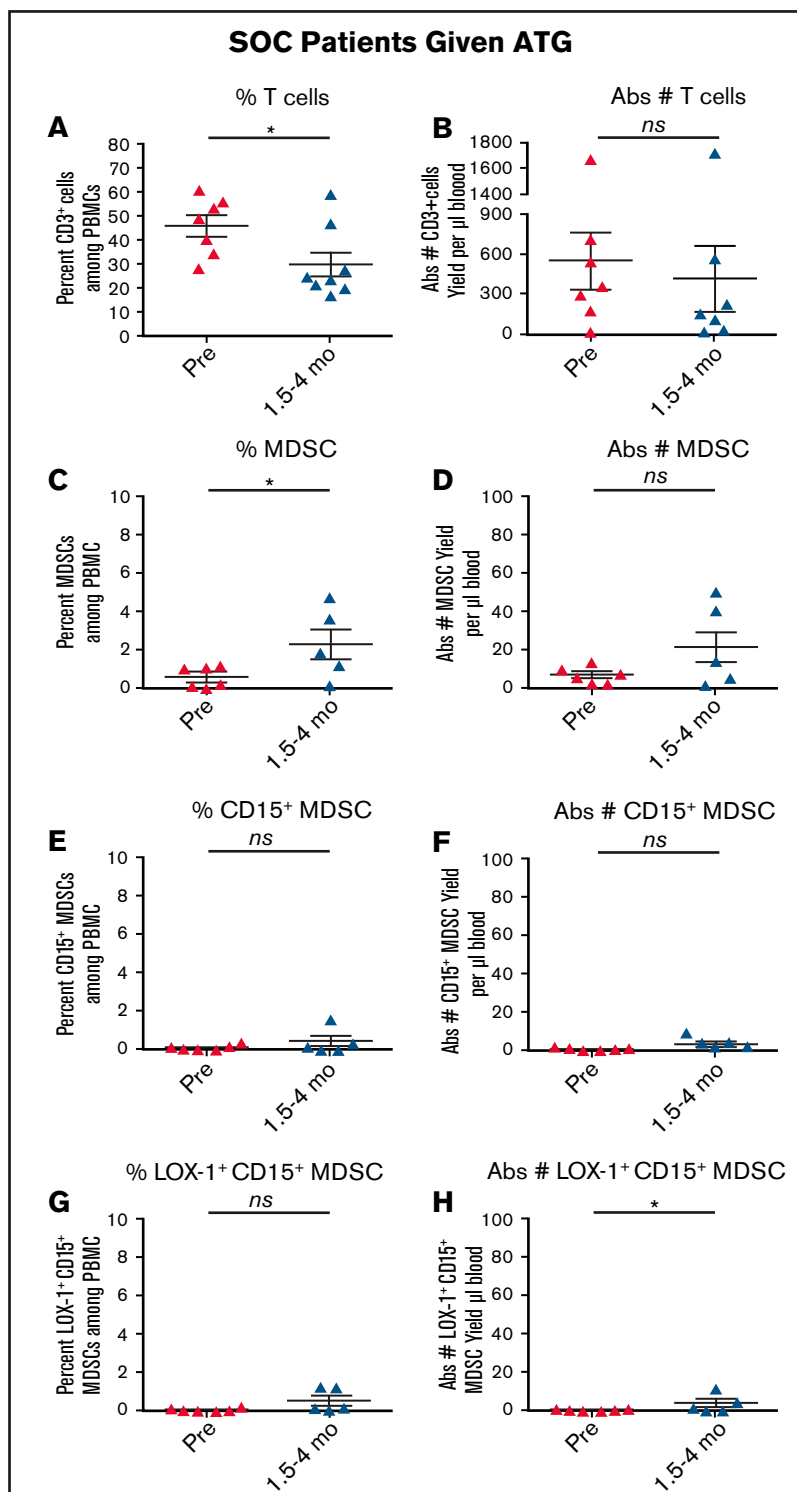 SOC Patients Given ATG
A
% T cells
*
Percent CD3⁺ cells
among PBMCs
80
70
60
50
40
30
20
10
0
Pre
1.5-4 mo
B
Abs # T cells
ns
Abs # CD3+cells
Yield per µl bloood
1800
1600
1400
900
600
300
0
Pre
1.5-4 mo
C
% MDSC
*
Percent MDSCs
among PBMC
10
8
6
4
2
0
Pre
1.5-4 mo
D
Abs # MDSC
ns
Abs # MDSC Yield
per µl blood
100
80
60
40
20
0
Pre
1.5-4 mo
E
% CD15⁺ MDSC
ns
Percent CD15⁺ MDSCs
among PBMC
10
8
6
4
2
0
Pre
1.5-4 mo
F
Abs # CD15⁺ MDSC
ns
Abs # CD15⁺ MDSC Yield
per µl blood
100
80
60
40
20
0
Pre
1.5-4 mo
G
% LOX-1⁺ CD15⁺ MDSC
ns
Percent LOX-1⁺ CD15⁺
MDSCs among PBMC
10
8
6
4
2
0
Pre
1.5-4 mo
H
Abs # LOX-1⁺ CD15⁺ MDSC
*
Abs # LOX-1⁺ CD15⁺
MDSC Yield µl blood
100
80
60
40
20
0
Pre
1.5-4 mo